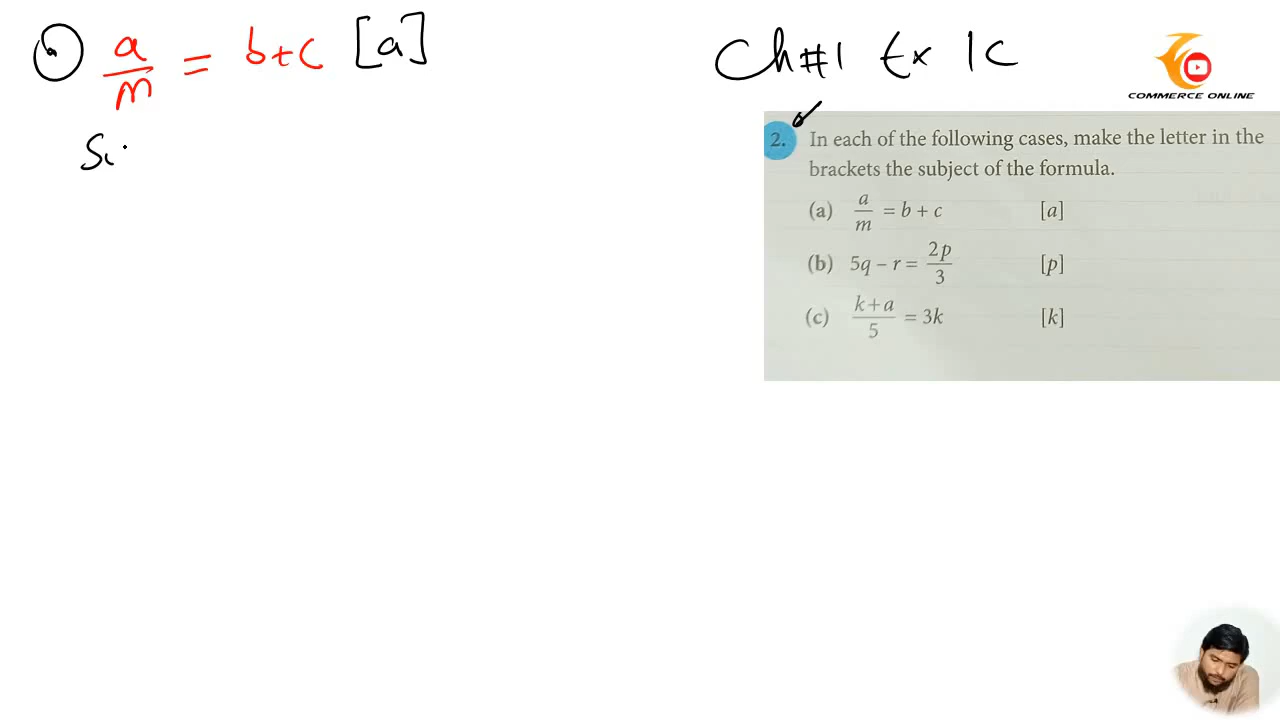 (a) a/m = b+c [a]
Ch#1 Ex 1C
COMMERCE ONLINE
Si
2. In each of the following cases, make the letter in the
brackets the subject of the formula.
(a) a/m = b + c [a]
(b) 5q − r = 2p/3 [p]
(c) k+a/5 = 3k [k]